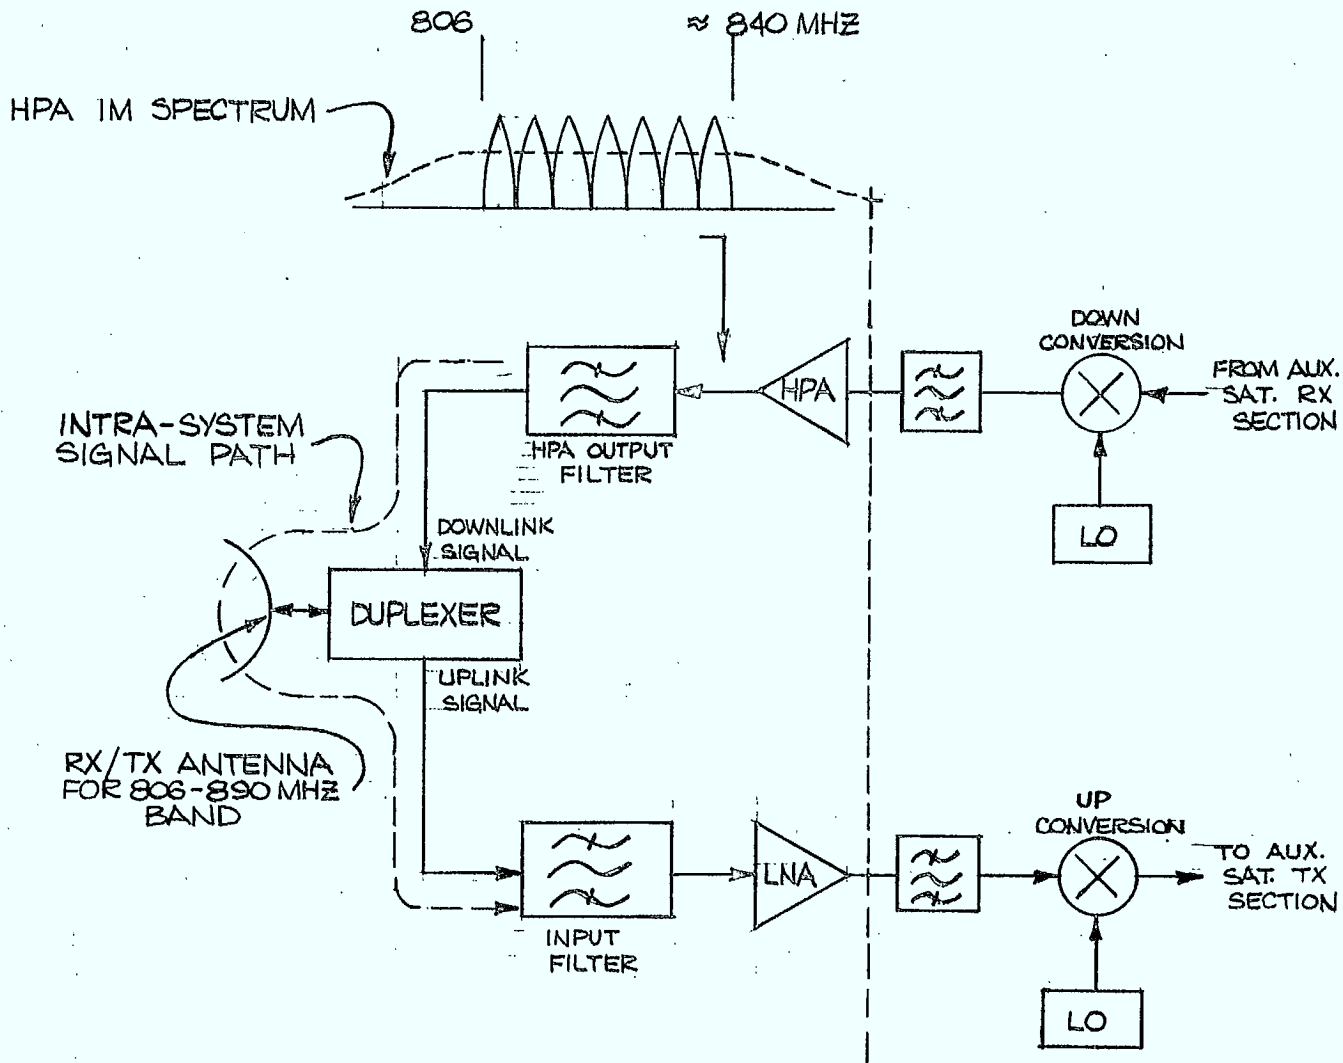 806
≈ 840 MHZ
HPA IM SPECTRUM
DOWN
CONVERSION
FROM AUX.
SAT. RX
SECTION
HPA
INTRA-SYSTEM
SIGNAL PATH
HPA OUTPUT
FILTER
LO
DOWNLINK
SIGNAL
DUPLEXER
UPLINK
SIGNAL
RX/TX ANTENNA
FOR 806-890 MHZ
BAND
UP
CONVERSION
TO AUX.
SAT. TX
SECTION
LNA
INPUT
FILTER
LO